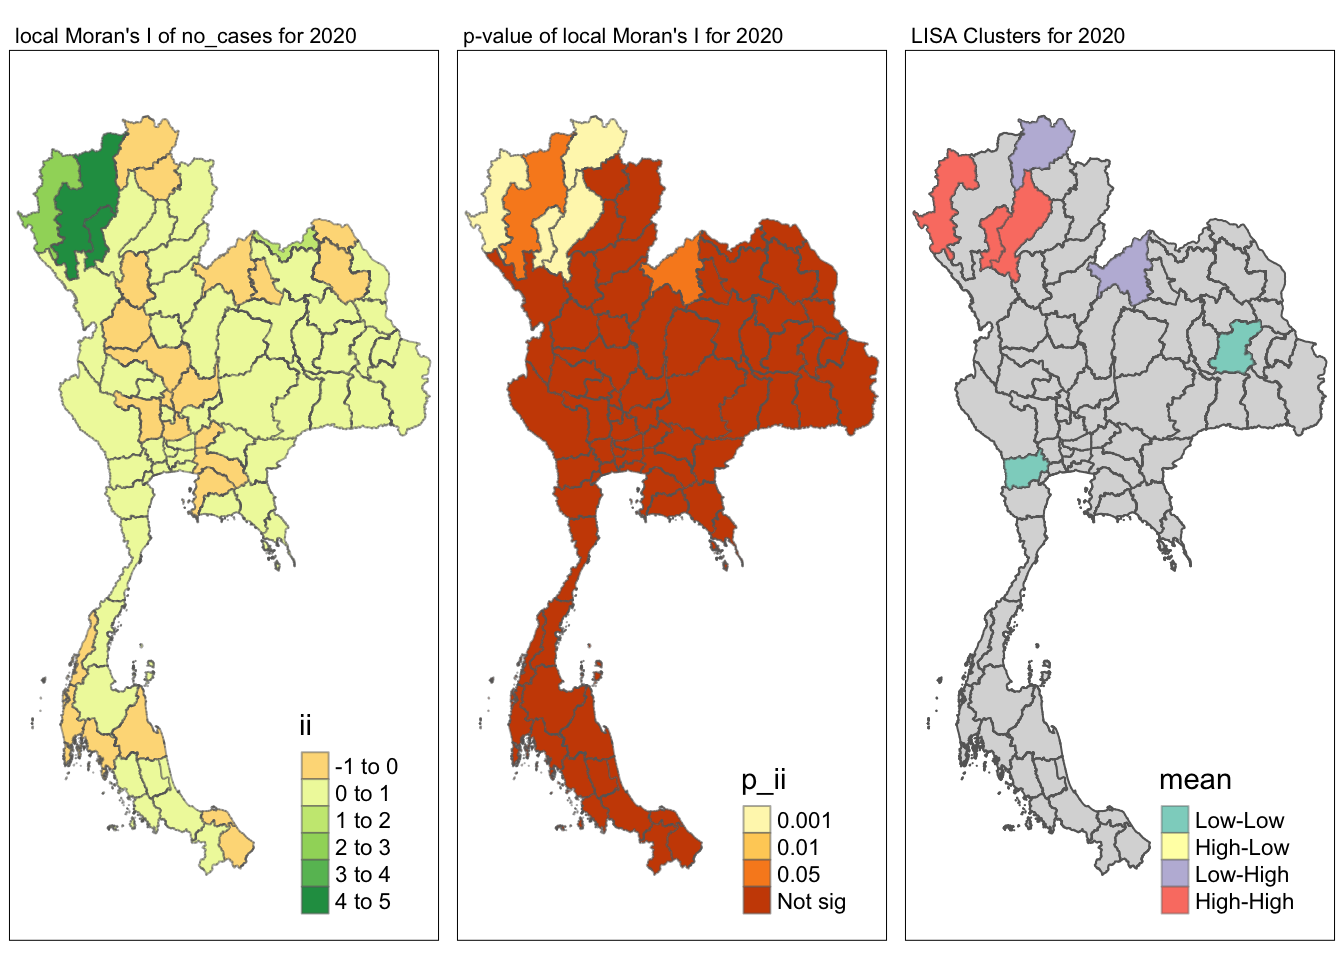 local Moran's I of no_cases for 2020
p-value of local Moran's I for 2020
LISA Clusters for 2020
ii
-1 to 0
0 to 1
1 to 2
2 to 3
3 to 4
4 to 5
p_ii
0.001
0.01
0.05
Not sig
mean
Low-Low
High-Low
Low-High
High-High